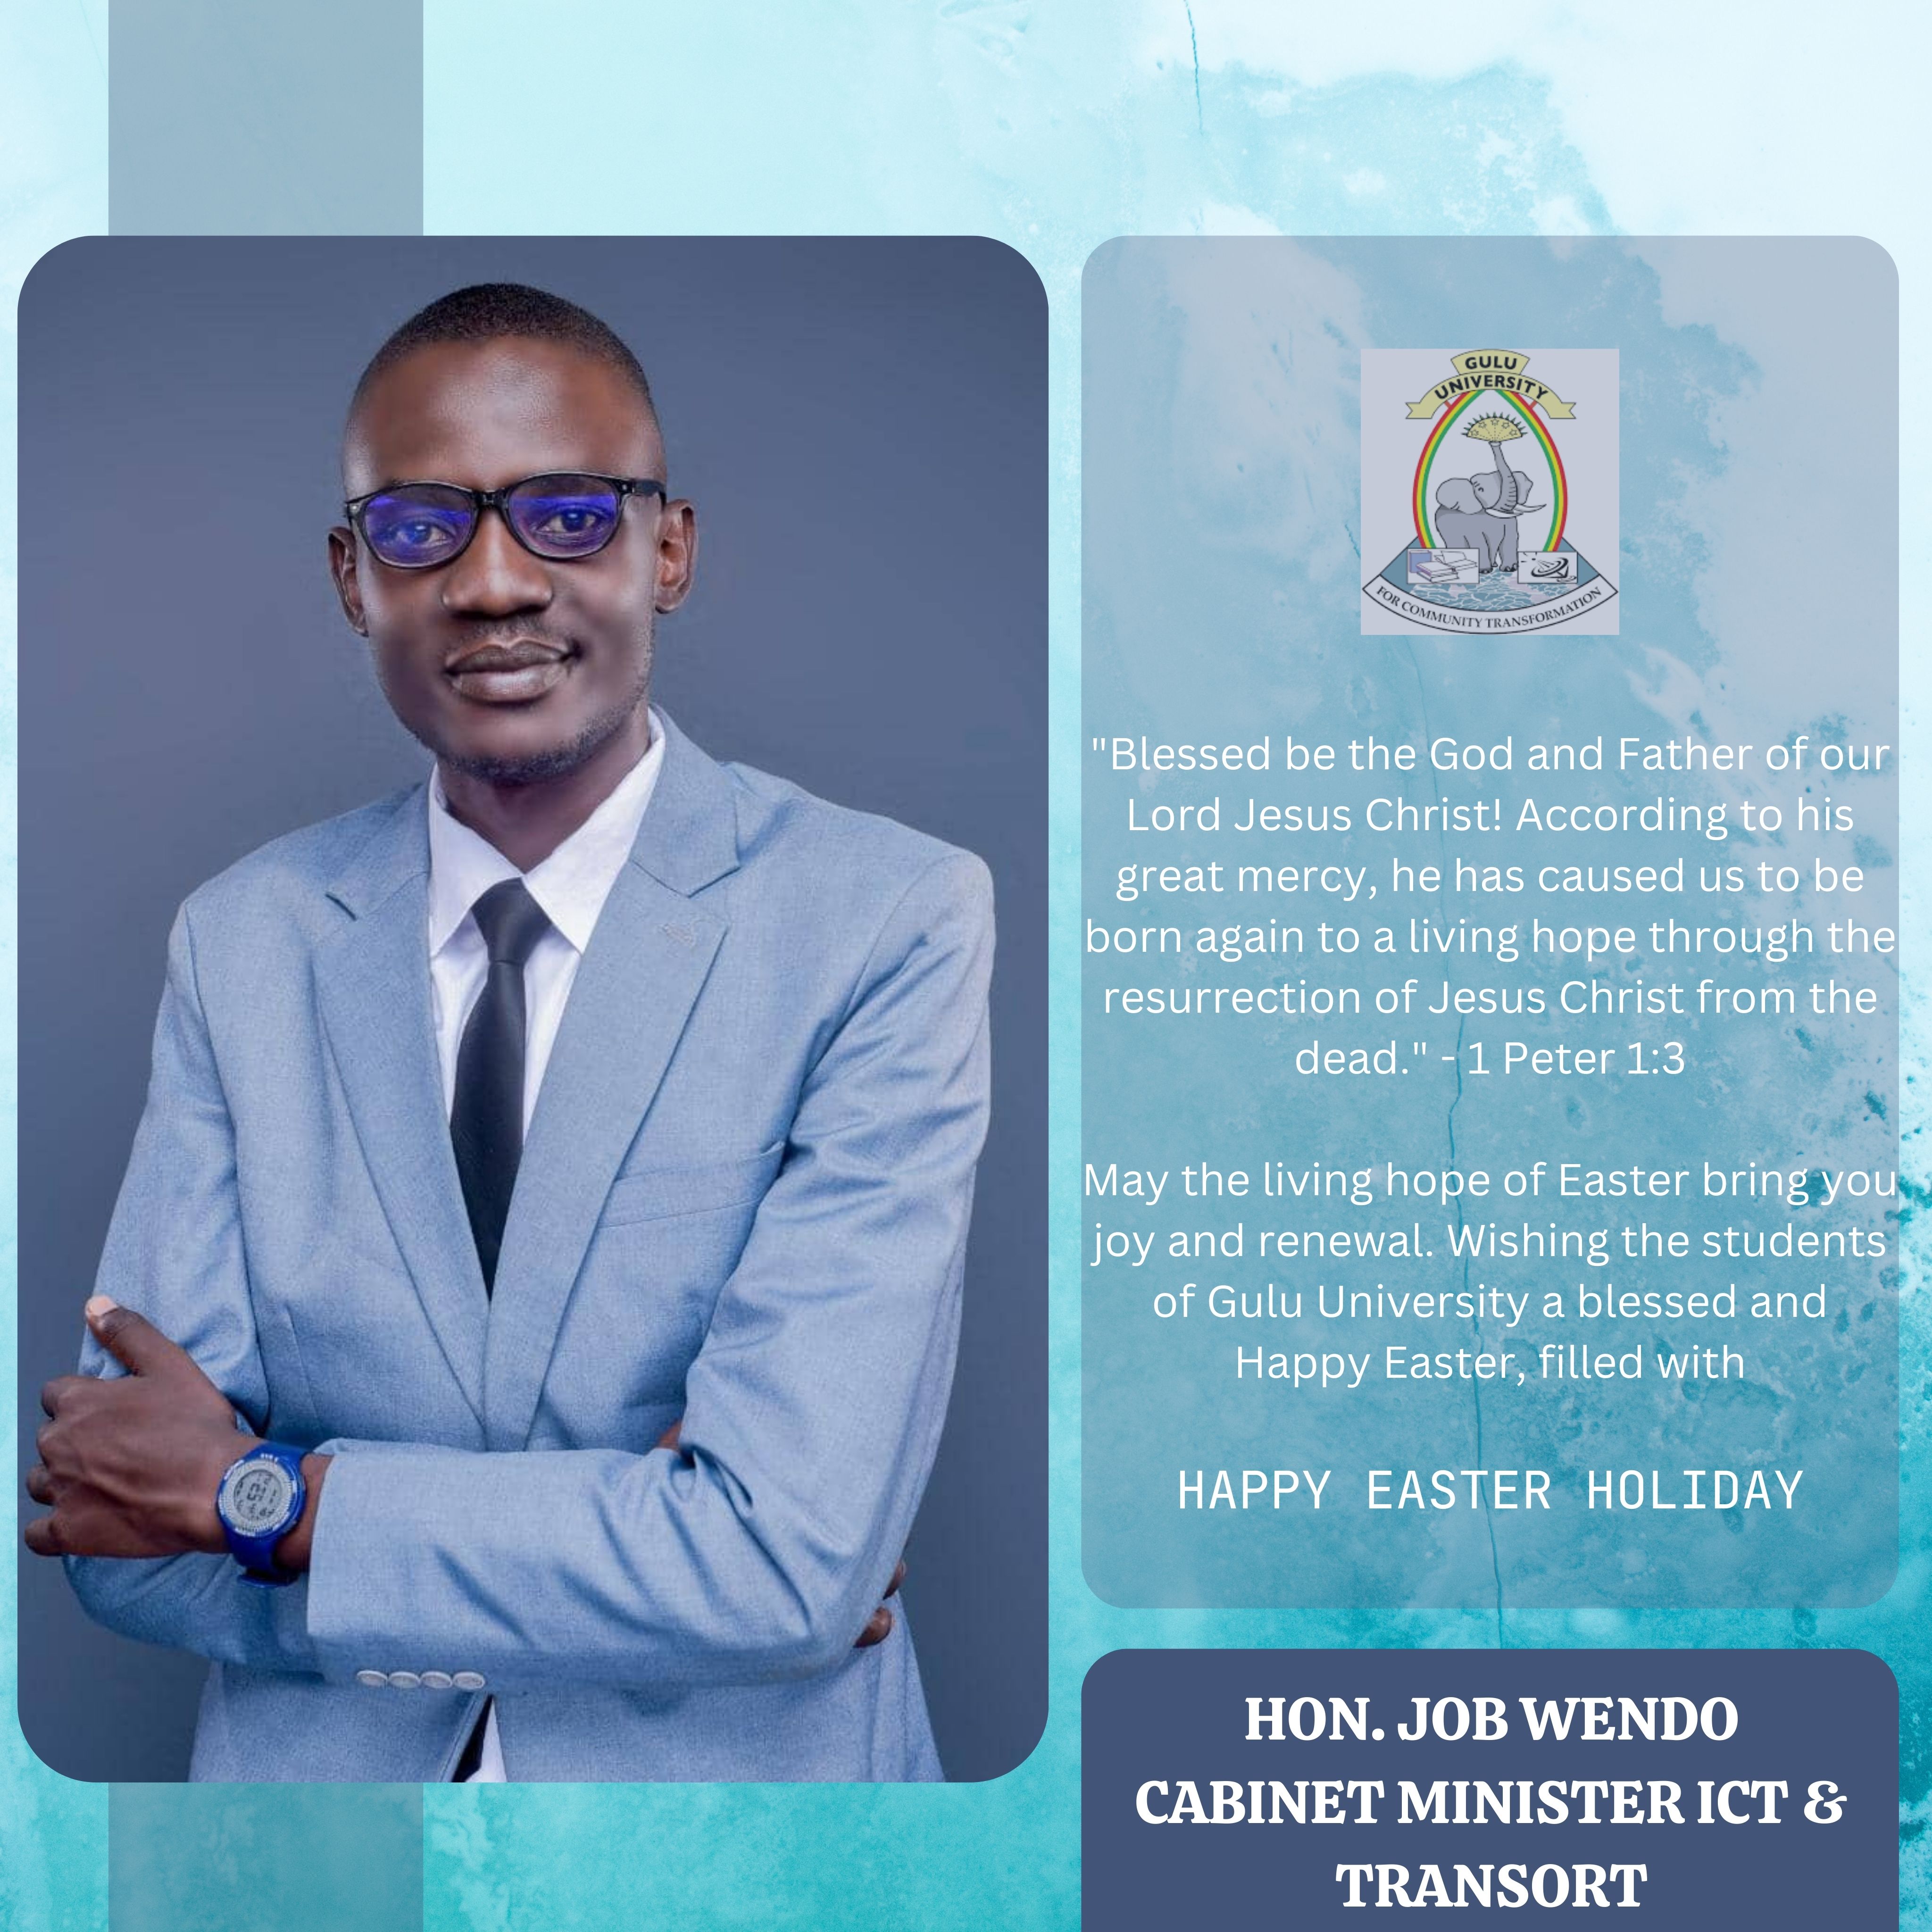 GULU
UNIVERSITY
FOR COMMUNITY TRANSFORMATION
"Blessed be the God and Father of our
Lord Jesus Christ! According to his
great mercy, he has caused us to be
born again to a living hope through the
resurrection of Jesus Christ from the
dead." - 1 Peter 1:3
May the living hope of Easter bring you
joy and renewal. Wishing the students
of Gulu University a blessed and
Happy Easter, filled with
HAPPY EASTER HOLIDAY
HON. JOB WENDO
CABINET MINISTER ICT &
TRANSORT